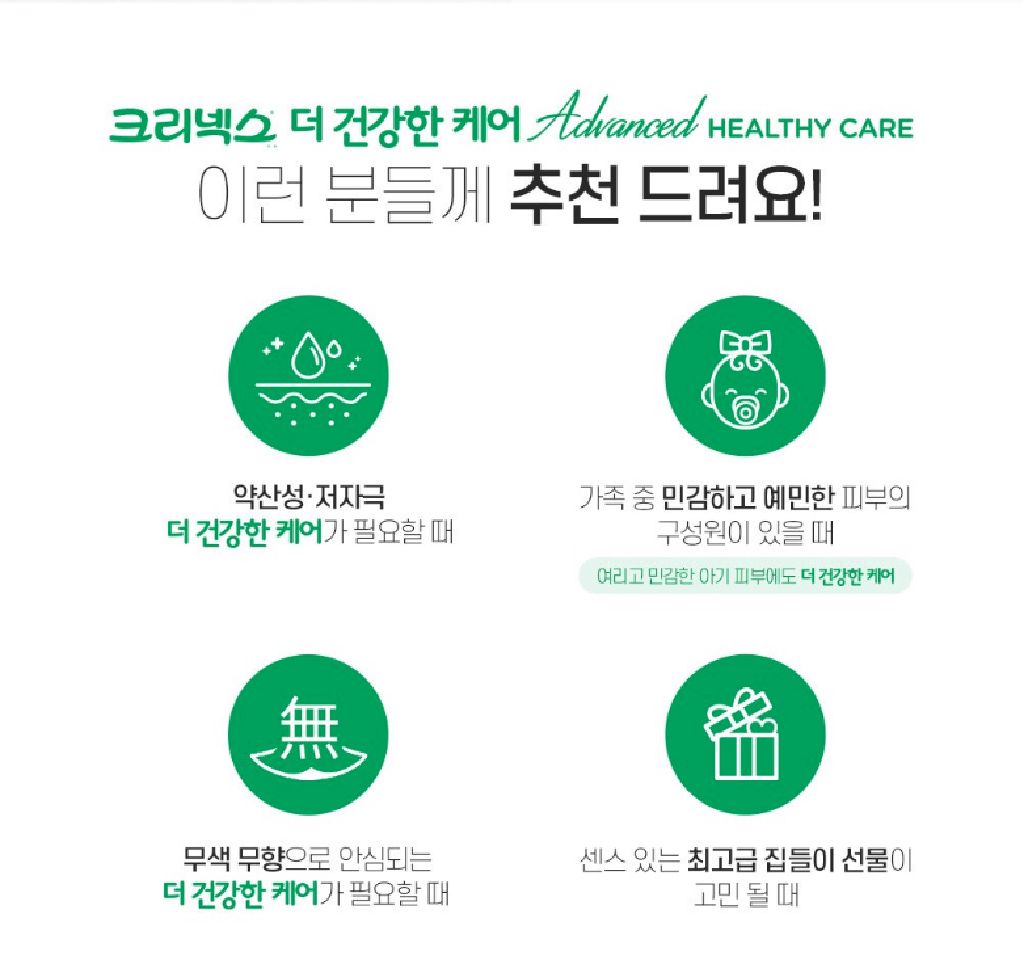 크리넥스 더 건강한 케어 Advanced HEALTHY CARE
이런 분들께 추천 드려요!
약산성·저자극
더 건강한 케어가 필요할 때
가족 중 민감하고 예민한 피부의
구성원이 있을 때
여리고 민감한 아기 피부에도 더 건강한 케어
無
무색 무향으로 안심되는
더 건강한 케어가 필요할 때
센스 있는 최고급 집들이 선물이
고민 될 때